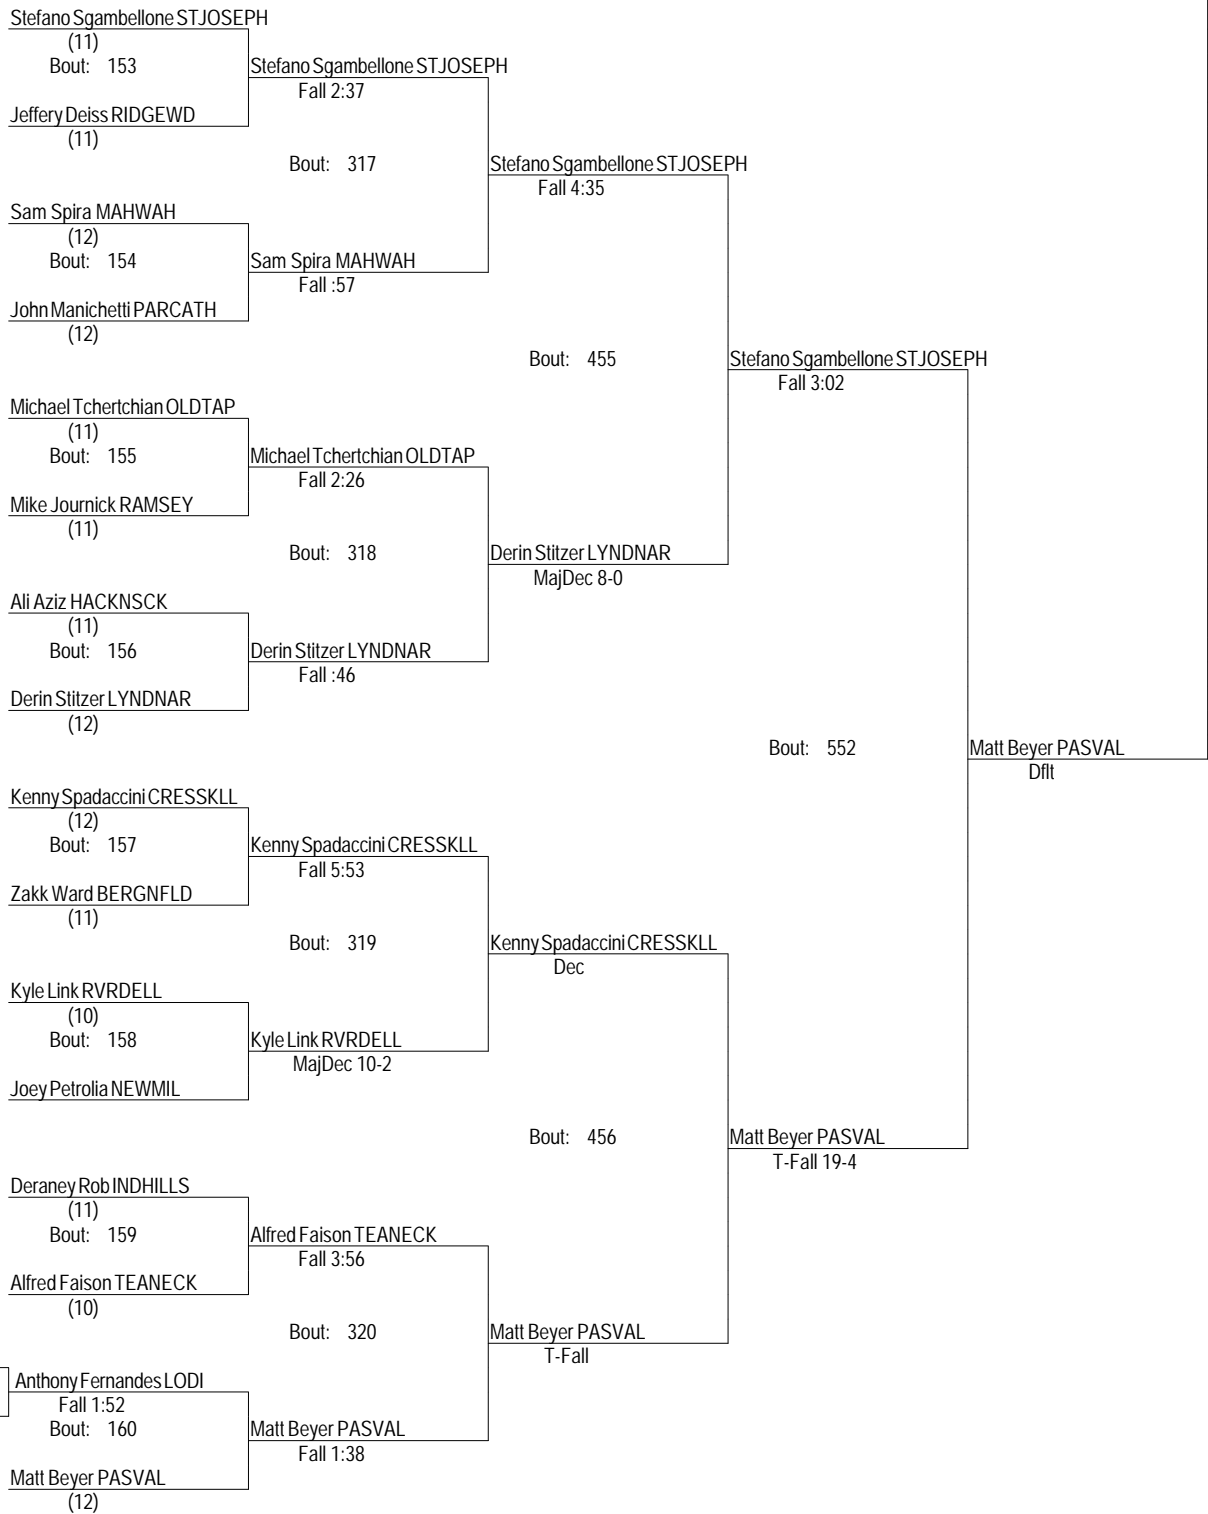 Stefano Sgambellone STJOSEPH
(11)
Bout: 153
Stefano Sgambellone STJOSEPH
Fall 2:37
Jeffery Deiss RIDGEWD
(11)
Bout: 317
Stefano Sgambellone STJOSEPH
Fall 4:35
Sam Spira MAHWAH
(12)
Bout: 154
Sam Spira MAHWAH
Fall :57
John Manichetti PARCATH
(12)
Bout: 455
Stefano Sgambellone STJOSEPH
Fall 3:02
Michael Tchertchian OLDTAP
(11)
Bout: 155
Michael Tchertchian OLDTAP
Fall 2:26
Mike Journick RAMSEY
(11)
Bout: 318
Derin Stitzer LYNDNAR
MajDec 8-0
Ali Aziz HACKNSCK
(11)
Bout: 156
Derin Stitzer LYNDNAR
Fall :46
Derin Stitzer LYNDNAR
(12)
Bout: 552
Matt Beyer PASVAL
Dflt
Kenny Spadaccini CRESSKLL
(12)
Bout: 157
Kenny Spadaccini CRESSKLL
Fall 5:53
Zakk Ward BERGNFLD
(11)
Bout: 319
Kenny Spadaccini CRESSKLL
Dec
Kyle Link RVRDELL
(10)
Bout: 158
Kyle Link RVRDELL
MajDec 10-2
Joey Petrolia NEWMIL
Bout: 456
Matt Beyer PASVAL
T-Fall 19-4
Deraney Rob INDHILLS
(11)
Bout: 159
Alfred Faison TEANECK
Fall 3:56
Alfred Faison TEANECK
(10)
Bout: 320
Matt Beyer PASVAL
T-Fall
Anthony Fernandes LODI
Fall 1:52
Bout: 160
Matt Beyer PASVAL
Fall 1:38
Matt Beyer PASVAL
(12)